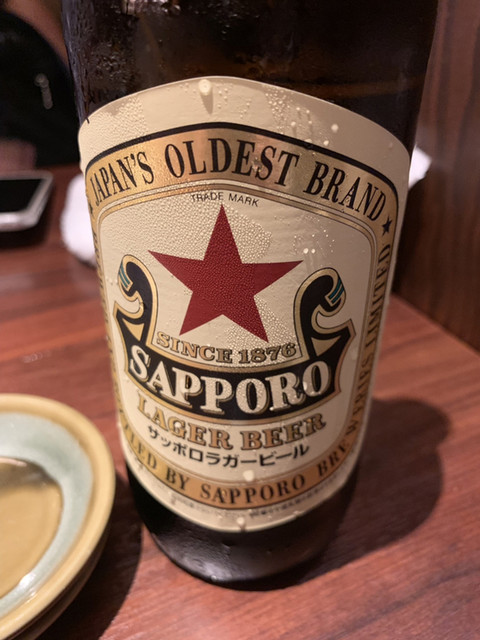 ★ JAPAN'S OLDEST BRAND ★
TRADE MARK
SINCE 1876
SAPPORO
LAGER BEER
サッポロラガービール
BY SAPPORO BREWERIES LIMITED